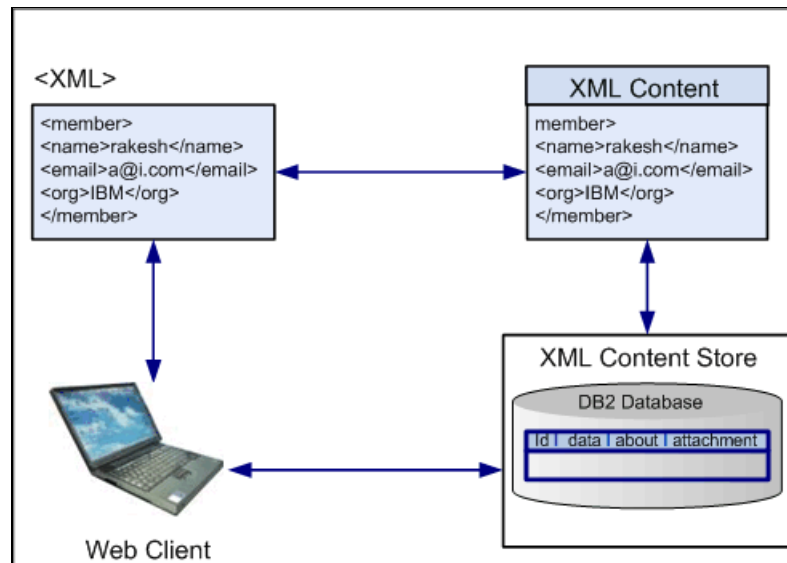 <XML>
<member>
<name>rakesh</name>
<email>a@i.com</email>
<org>IBM</org>
</member>
XML Content
member>
<name>rakesh</name>
<email>a@i.com</email>
<org>IBM</org>
</member>
XML Content Store
DB2 Database
Id | data | about | attachment
Web Client